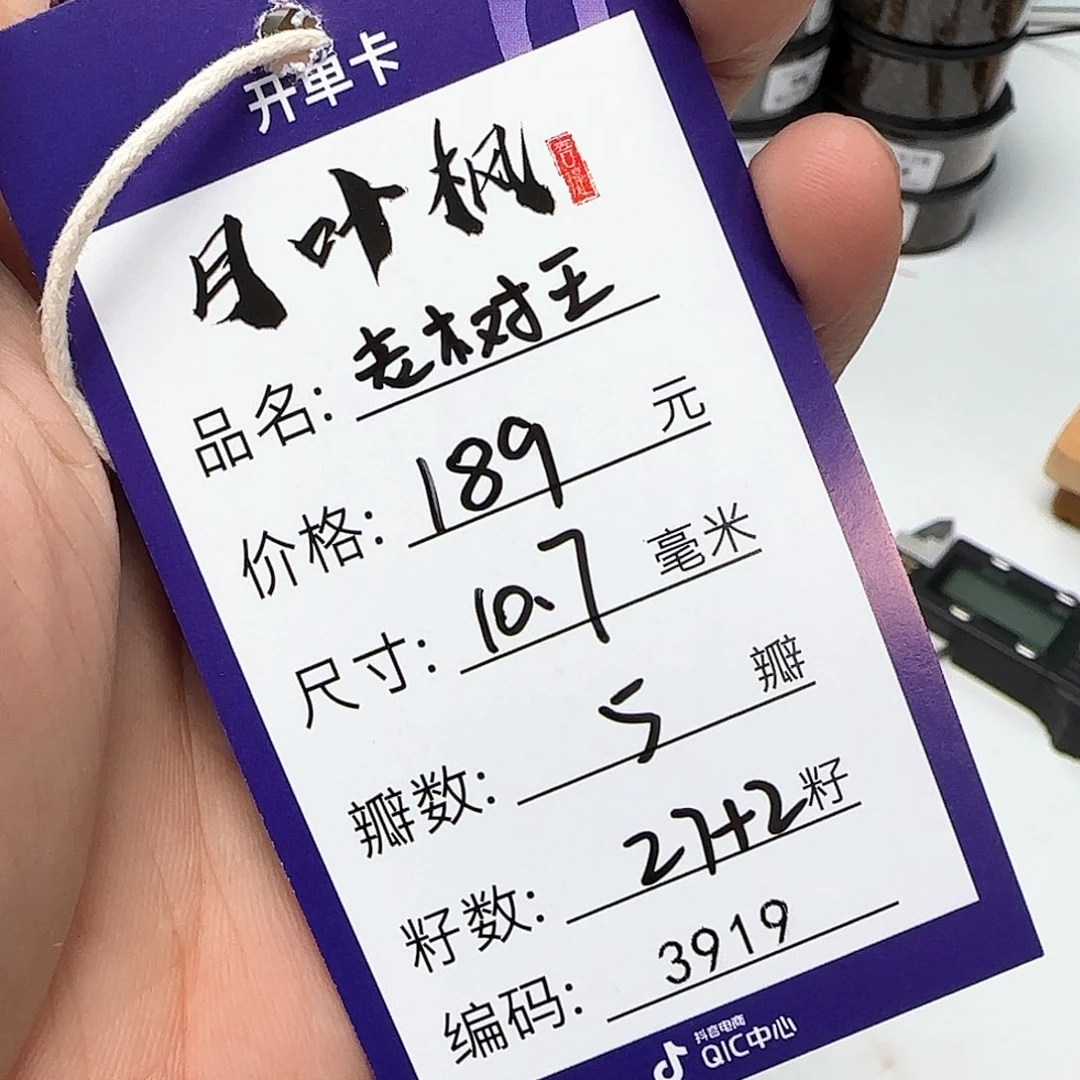 开单卡
月叶枫 菩提
品名: 老树王
价格: 189 元
尺寸: 10.7 毫米
瓣数: 5 瓣
籽数: 27+2 籽
编码: 3919
抖音电商
QIC中心